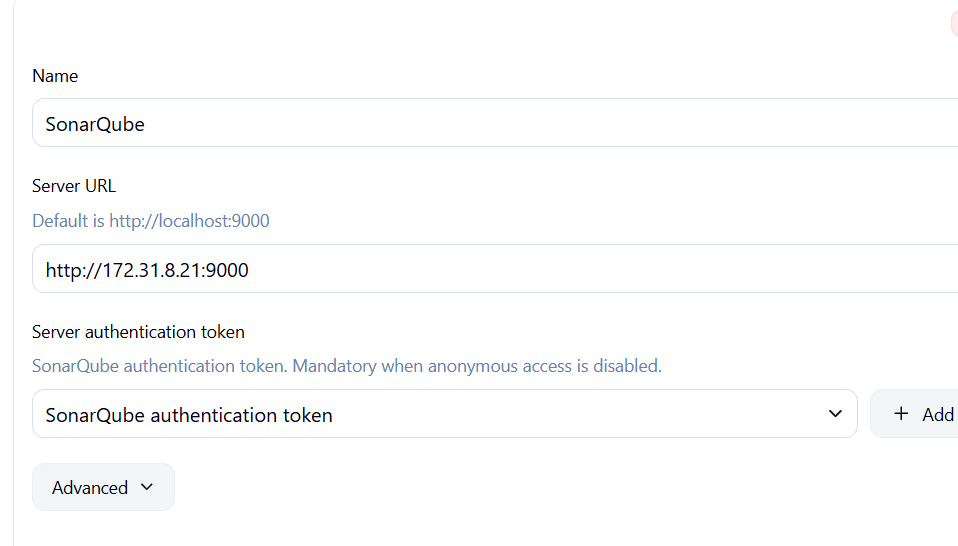 Name
SonarQube
Server URL
Default is http://localhost:9000
http://172.31.8.21:9000
Server authentication token
SonarQube authentication token. Mandatory when anonymous access is disabled.
SonarQube authentication token
+ Add
Advanced